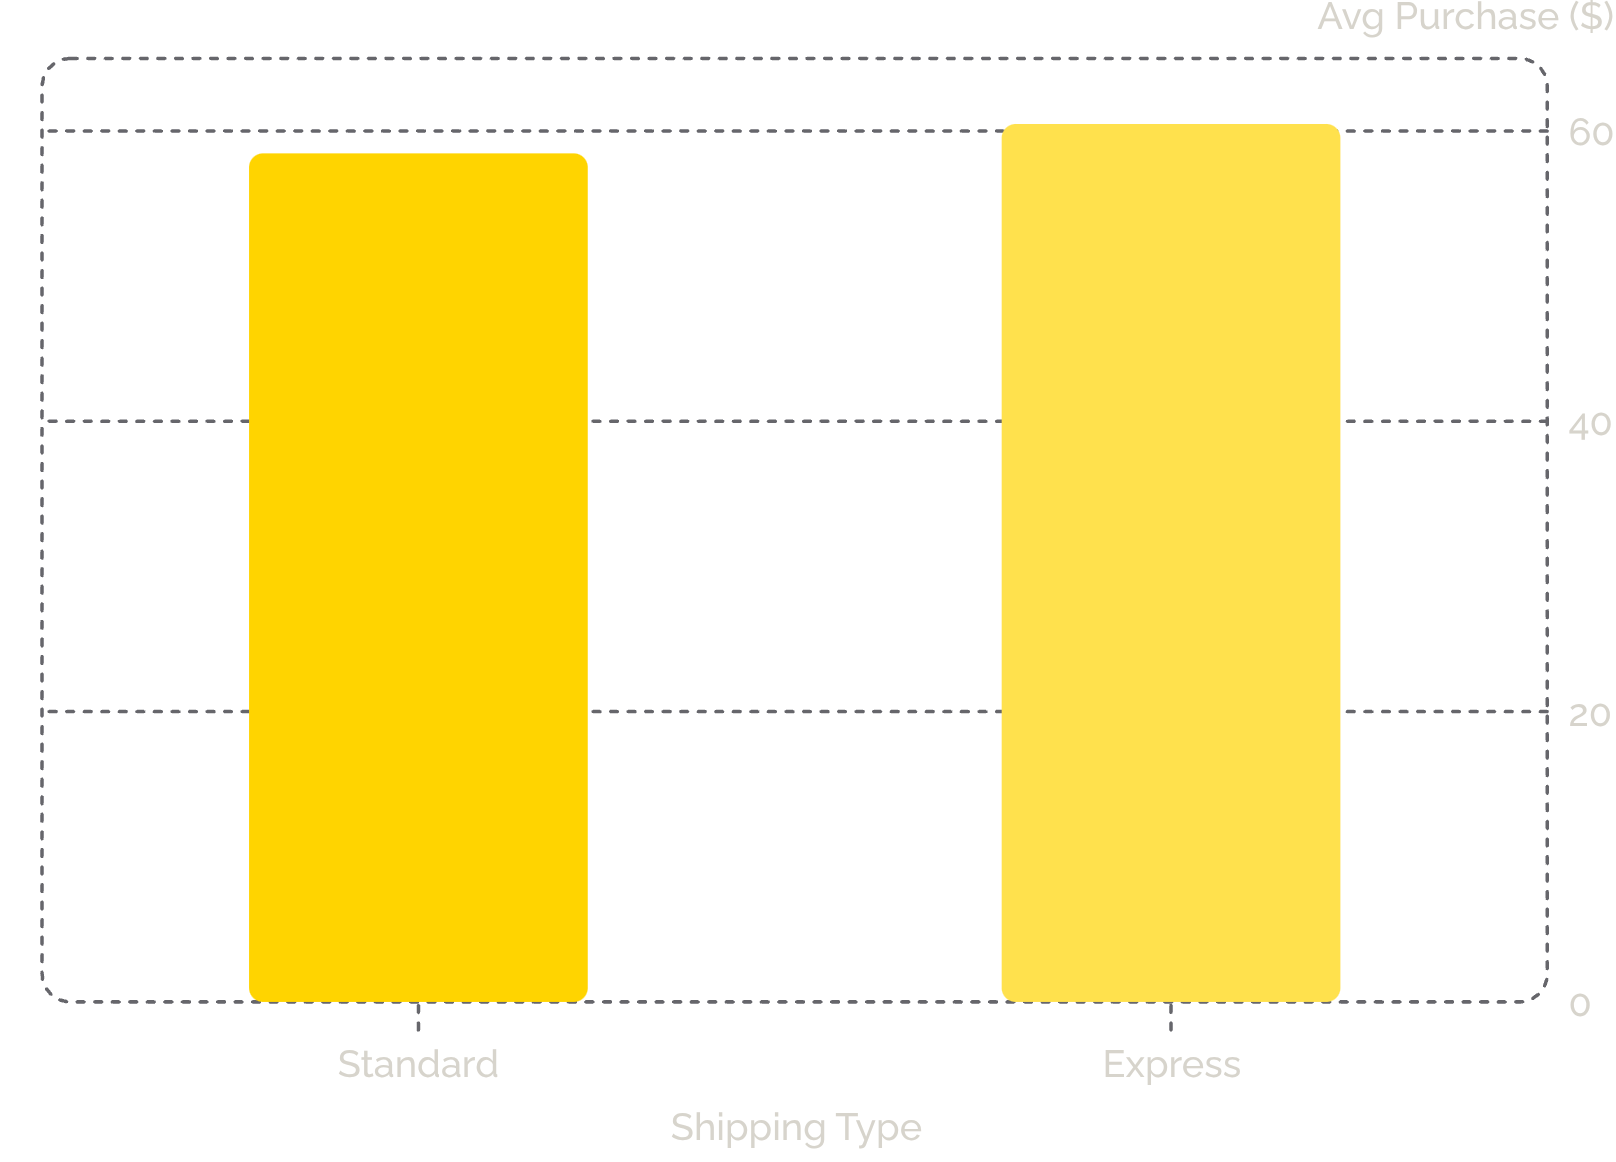 Avg Purchase ($)
60
40
20
0
Standard Express
Shipping Type